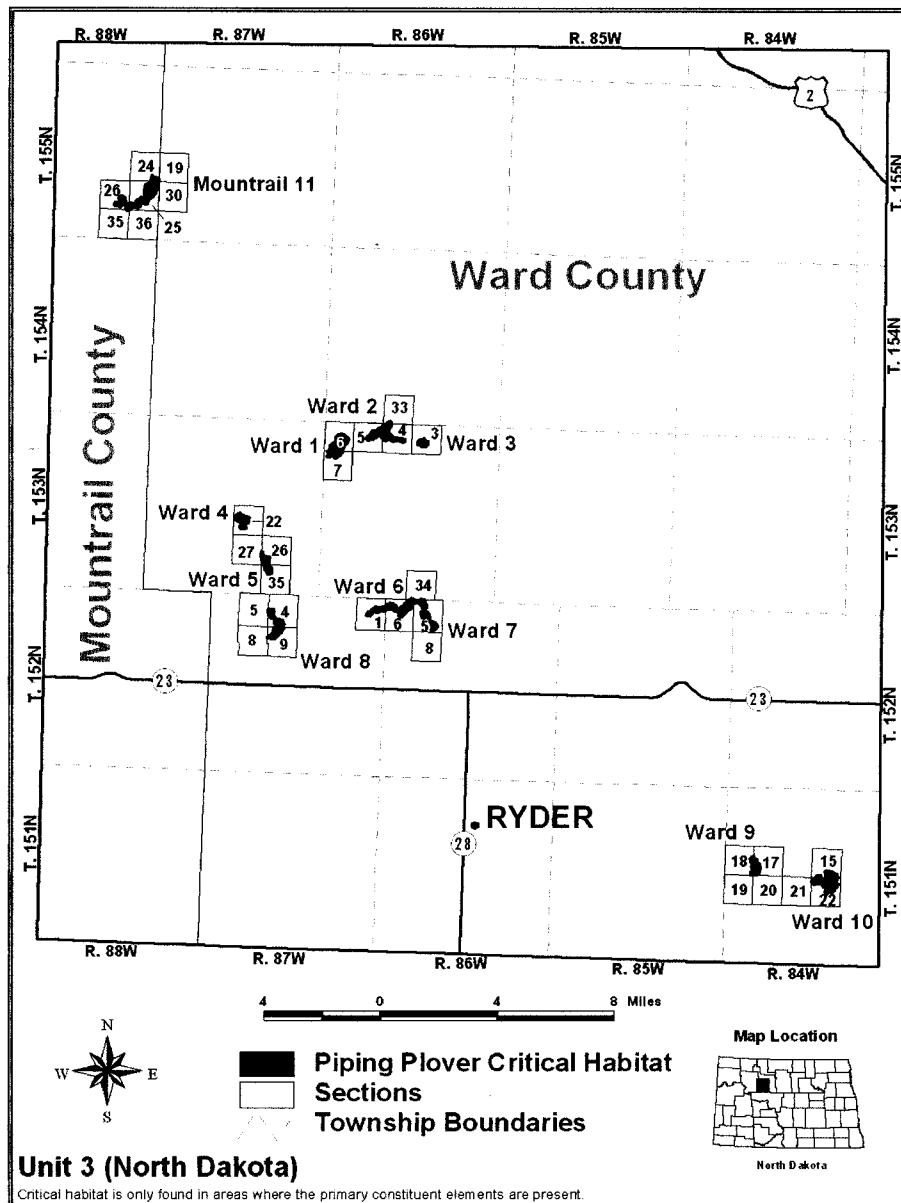 R. 88W R. 87W R. 86W R. 85W R. 84W
2
T. 155N T. 155N
24 19
Mountrail 11
26 30
35 36 25
Ward County
T. 154N T. 154N
Mountrail County
Ward 2 33
Ward 1 6 5 4 3 Ward 3
7
T. 153N T. 153N
Ward 4 22
27 26
Ward 5 35
Ward 6 34
5 4 1 6 5 Ward 7
8 9 8
Ward 8
T. 152N T. 152N
23 23
RYDER
28
T. 151N T. 151N
Ward 9
18 17 15
19 20 21 22
Ward 10
R. 88W R. 87W R. 86W R. 85W R. 84W
4 0 4 8 Miles
N
W E
S
Piping Plover Critical Habitat
Sections
Township Boundaries
Map Location
North Dakota
Unit 3 (North Dakota)
Critical habitat is only found in areas where the primary constituent elements are present.